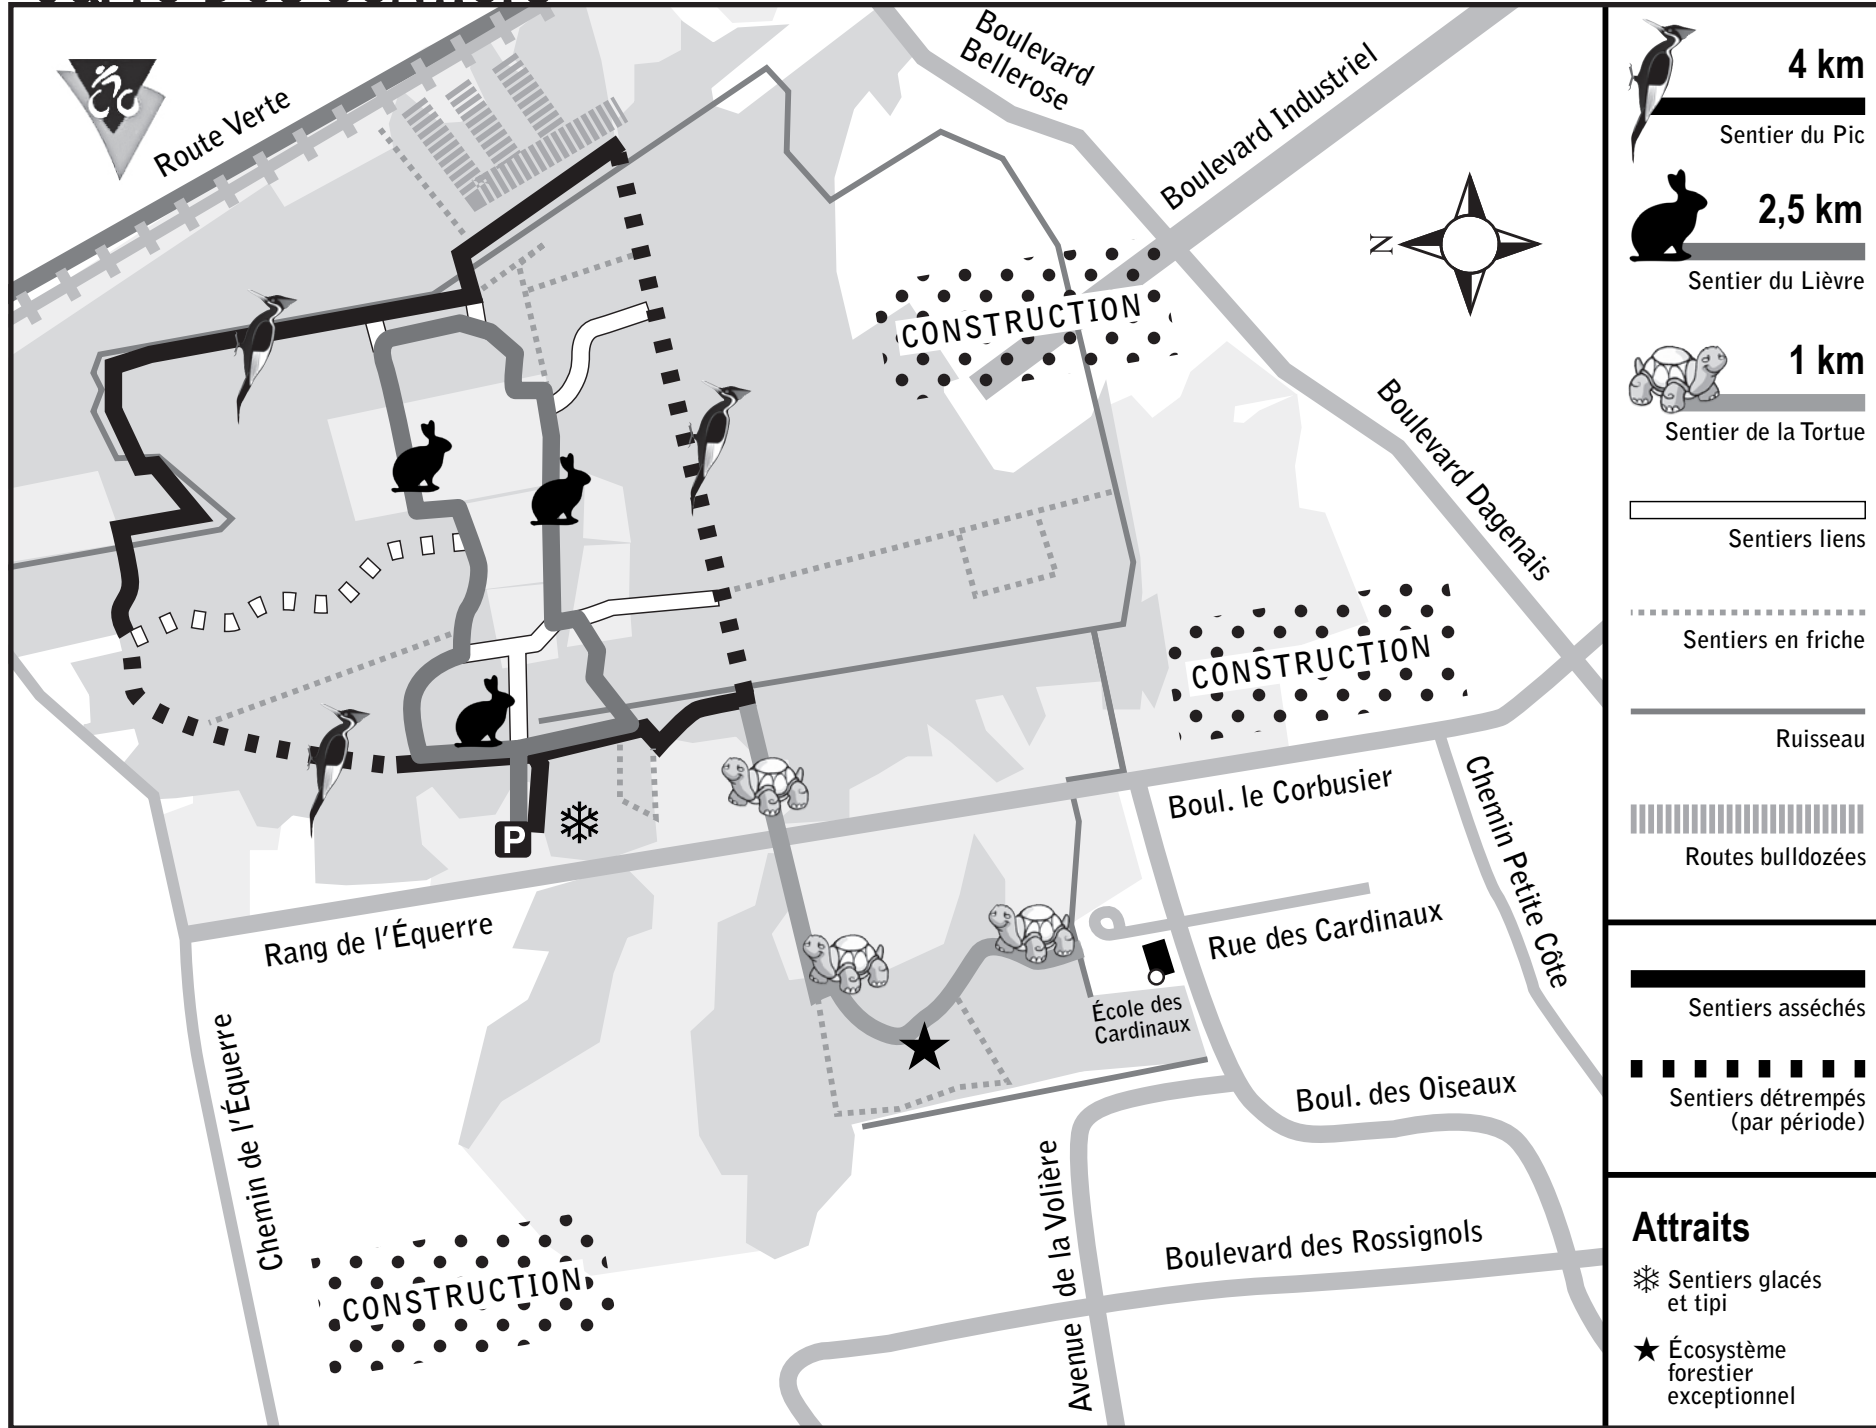 Route Verte
Boulevard
Bellerose
Boulevard Industriel
N
CONSTRUCTION
Boulevard Dagenais
CONSTRUCTION
Boul. le Corbusier
Chemin Petite Côte
P
Rang de l'Équerre
Rue des Cardinaux
École des
Cardinaux
Chemin de l'Équerre
Boul. des Oiseaux
Avenue de la Volière
Boulevard des Rossignols
CONSTRUCTION
4 km
Sentier du Pic
2,5 km
Sentier du Lièvre
1 km
Sentier de la Tortue
Sentiers liens
Sentiers en friche
Ruisseau
Routes bulldozées
Sentiers asséchés
Sentiers détrempés
(par période)
Attraits
Sentiers glacés
et tipi
Écosystème
forestier
exceptionnel